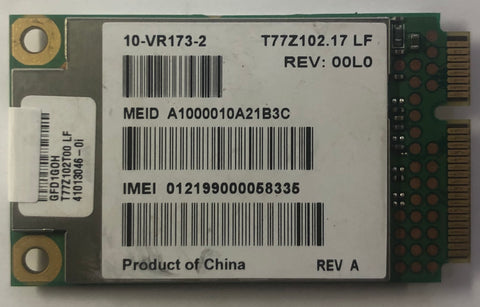 10-VR173-2
T77Z102.17 LF
REV: 00L0
MEID A1000010A21B3C
IMEI 012199000058335
Product of China
REV A
GFD1G0H
T77Z102T00 LF
41013046-0i